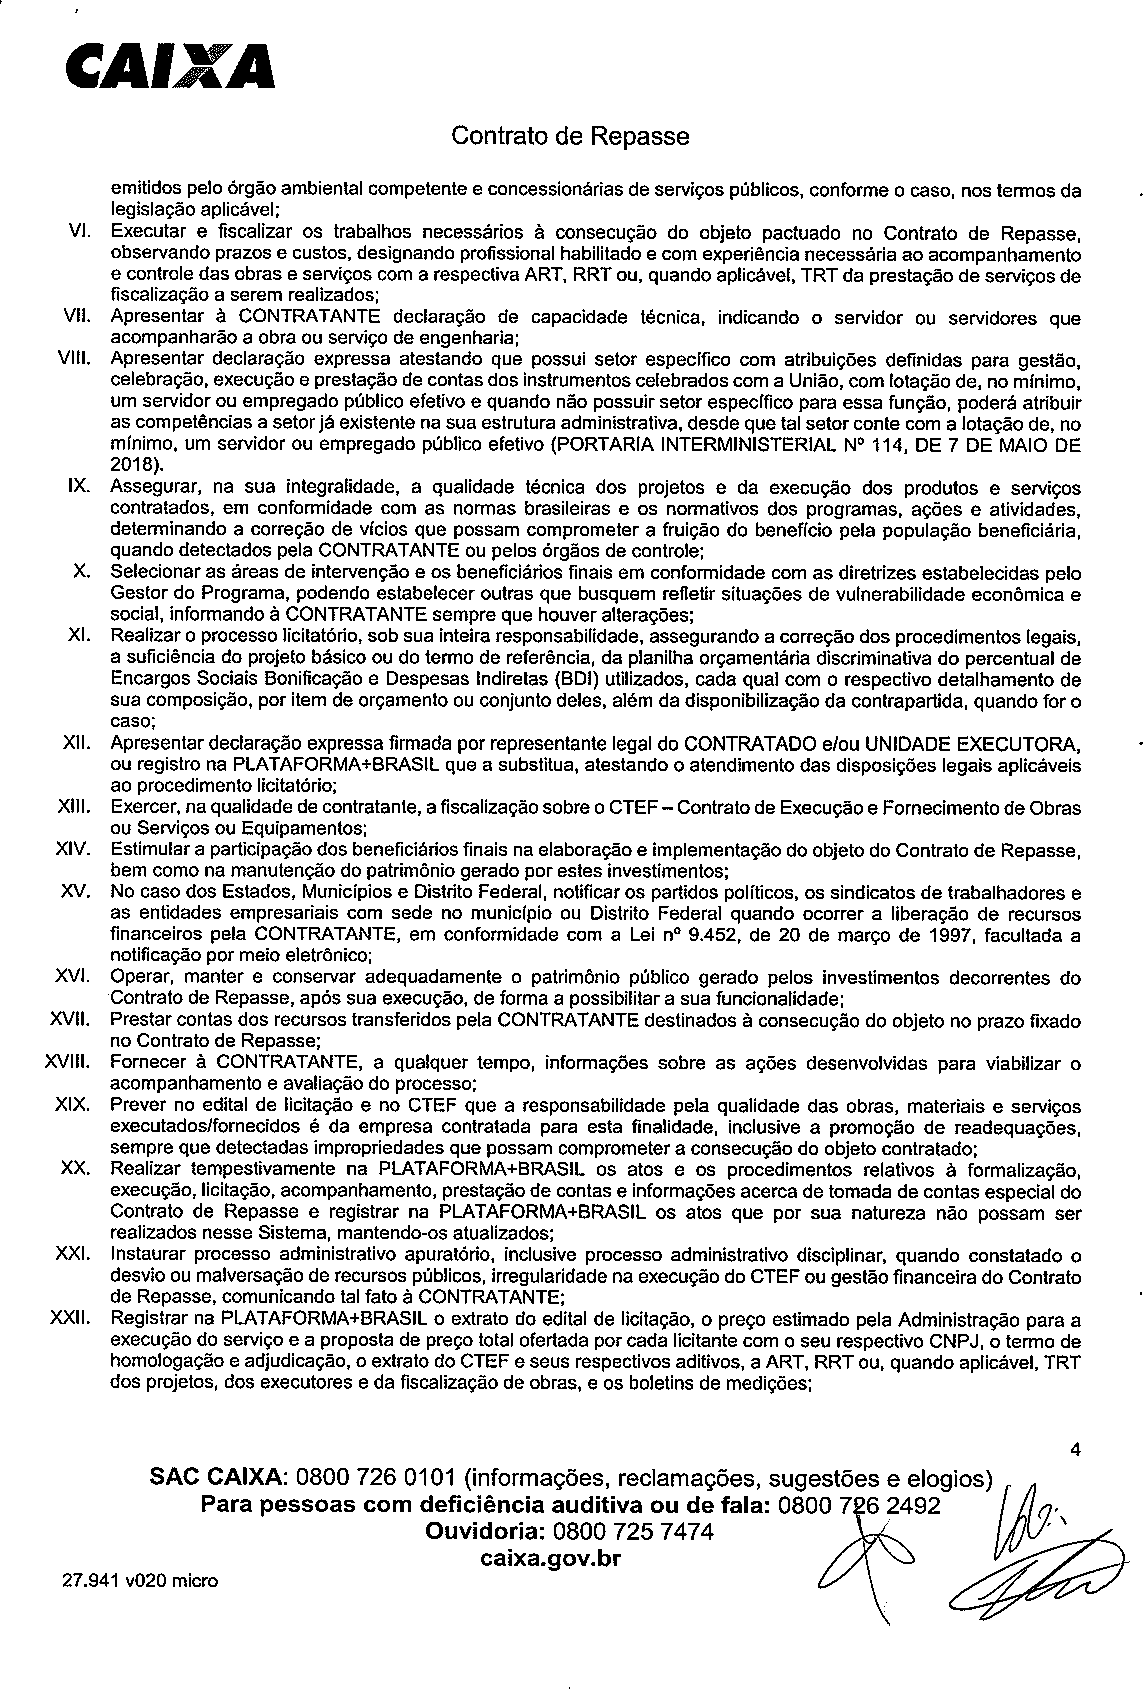 CAIXA
Contrato de Repasse
emitidos pelo órgão ambiental competente e concessionárias de serviços públicos, conforme o caso, nos termos da
legislação aplicável;
VI. Executar e fiscalizar os trabalhos necessários à consecução do objeto pactuado no Contrato de Repasse,
observando prazos e custos, designando profissional habilitado e com experiência necessária ao acompanhamento
e controle das obras e serviços com a respectiva ART, RRT ou, quando aplicável, TRT da prestação de serviços de
fiscalização a serem realizados;
VII. Apresentar à CONTRATANTE declaração de capacidade técnica, indicando o servidor ou servidores que
acompanharão a obra ou serviço de engenharia;
VIII. Apresentar declaração expressa atestando que possui setor específico com atribuições definidas para gestão,
celebração, execução e prestação de contas dos instrumentos celebrados com a União, com lotação de, no mínimo,
um servidor ou empregado público efetivo e quando não possuir setor específico para essa função, poderá atribuir
as competências a setor já existente na sua estrutura administrativa, desde que tal setor conte com a lotação de, no
mínimo, um servidor ou empregado público efetivo (PORTARIA INTERMINISTERIAL Nº 114, DE 7 DE MAIO DE
2018).
IX. Assegurar, na sua integralidade, a qualidade técnica dos projetos e da execução dos produtos e serviços
contratados, em conformidade com as normas brasileiras e os normativos dos programas, ações e atividades,
determinando a correção de vícios que possam comprometer a fruição do benefício pela população beneficiária,
quando detectados pela CONTRATANTE ou pelos órgãos de controle;
X. Selecionar as áreas de intervenção e os beneficiários finais em conformidade com as diretrizes estabelecidas pelo
Gestor do Programa, podendo estabelecer outras que busquem refletir situações de vulnerabilidade econômica e
social, informando à CONTRATANTE sempre que houver alterações;
XI. Realizar o processo licitatório, sob sua inteira responsabilidade, assegurando a correção dos procedimentos legais,
a suficiência do projeto básico ou do termo de referência, da planilha orçamentária discriminativa do percentual de
Encargos Sociais Bonificação e Despesas Indiretas (BDI) utilizados, cada qual com o respectivo detalhamento de
sua composição, por item de orçamento ou conjunto deles, além da disponibilização da contrapartida, quando for o
caso;
XII. Apresentar declaração expressa firmada por representante legal do CONTRATADO e/ou UNIDADE EXECUTORA,
ou registro na PLATAFORMA+BRASIL que a substitua, atestando o atendimento das disposições legais aplicáveis
ao procedimento licitatório;
XIII. Exercer, na qualidade de contratante, a fiscalização sobre o CTEF – Contrato de Execução e Fornecimento de Obras
ou Serviços ou Equipamentos;
XIV. Estimular a participação dos beneficiários finais na elaboração e implementação do objeto do Contrato de Repasse,
bem como na manutenção do patrimônio gerado por estes investimentos;
XV. No caso dos Estados, Municípios e Distrito Federal, notificar os partidos políticos, os sindicatos de trabalhadores e
as entidades empresariais com sede no município ou Distrito Federal quando ocorrer a liberação de recursos
financeiros pela CONTRATANTE, em conformidade com a Lei nº 9.452, de 20 de março de 1997, facultada a
notificação por meio eletrônico;
XVI. Operar, manter e conservar adequadamente o patrimônio público gerado pelos investimentos decorrentes do
Contrato de Repasse, após sua execução, de forma a possibilitar a sua funcionalidade;
XVII. Prestar contas dos recursos transferidos pela CONTRATANTE destinados à consecução do objeto no prazo fixado
no Contrato de Repasse;
XVIII. Fornecer à CONTRATANTE, a qualquer tempo, informações sobre as ações desenvolvidas para viabilizar o
acompanhamento e avaliação do processo;
XIX. Prever no edital de licitação e no CTEF que a responsabilidade pela qualidade das obras, materiais e serviços
executados/fornecidos é da empresa contratada para esta finalidade, inclusive a promoção de readequações,
sempre que detectadas impropriedades que possam comprometer a consecução do objeto contratado;
XX. Realizar tempestivamente na PLATAFORMA+BRASIL os atos e os procedimentos relativos à formalização,
execução, licitação, acompanhamento, prestação de contas e informações acerca de tomada de contas especial do
Contrato de Repasse e registrar na PLATAFORMA+BRASIL os atos que por sua natureza não possam ser
realizados nesse Sistema, mantendo-os atualizados;
XXI. Instaurar processo administrativo apuratório, inclusive processo administrativo disciplinar, quando constatado o
desvio ou malversação de recursos públicos, irregularidade na execução do CTEF ou gestão financeira do Contrato
de Repasse, comunicando tal fato à CONTRATANTE;
XXII. Registrar na PLATAFORMA+BRASIL o extrato do edital de licitação, o preço estimado pela Administração para a
execução do serviço e a proposta de preço total ofertada por cada licitante com o seu respectivo CNPJ, o termo de
homologação e adjudicação, o extrato do CTEF e seus respectivos aditivos, a ART, RRT ou, quando aplicável, TRT
dos projetos, dos executores e da fiscalização de obras, e os boletins de medições;
4
SAC CAIXA: 0800 726 0101 (informações, reclamações, sugestões e elogios)
Para pessoas com deficiência auditiva ou de fala: 0800 726 2492
Ouvidoria: 0800 725 7474
caixa.gov.br
27.941 v020 micro